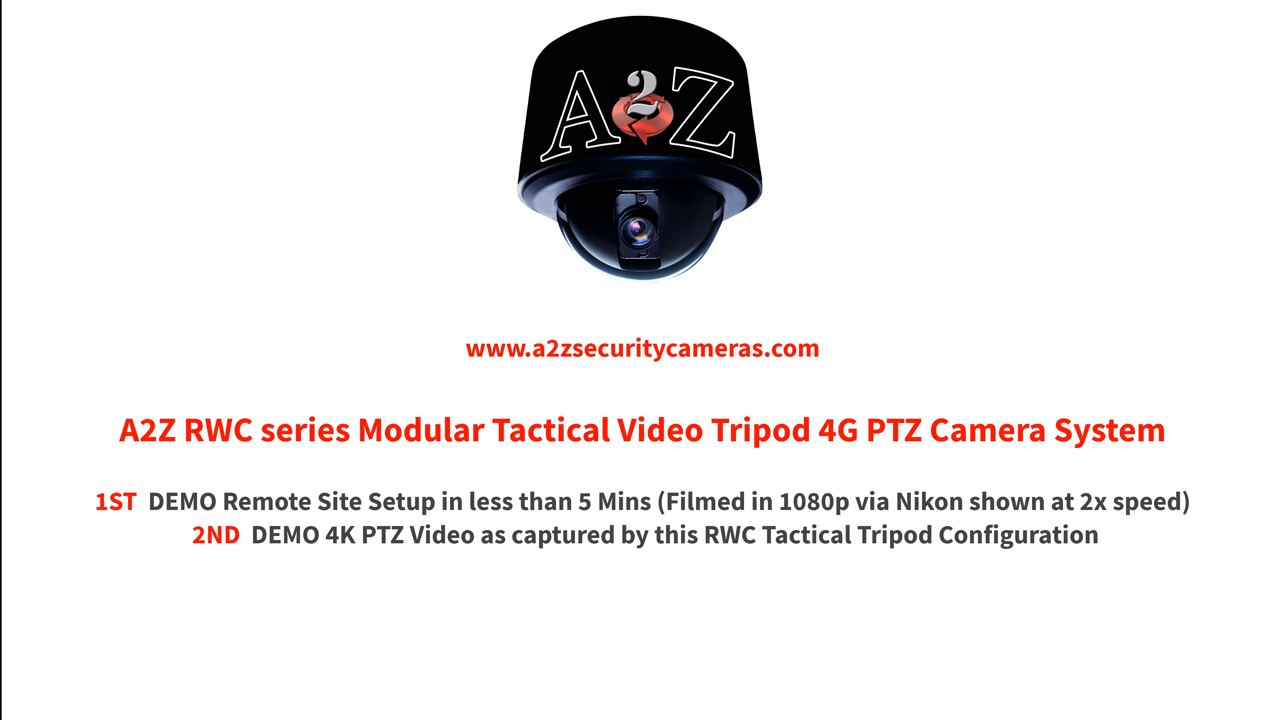 A2Z
www.a2zsecuritycameras.com
A2Z RWC series Modular Tactical Video Tripod 4G PTZ Camera System
1ST DEMO Remote Site Setup in less than 5 Mins (Filmed in 1080p via Nikon shown at 2x speed)
2ND DEMO 4K PTZ Video as captured by this RWC Tactical Tripod Configuration